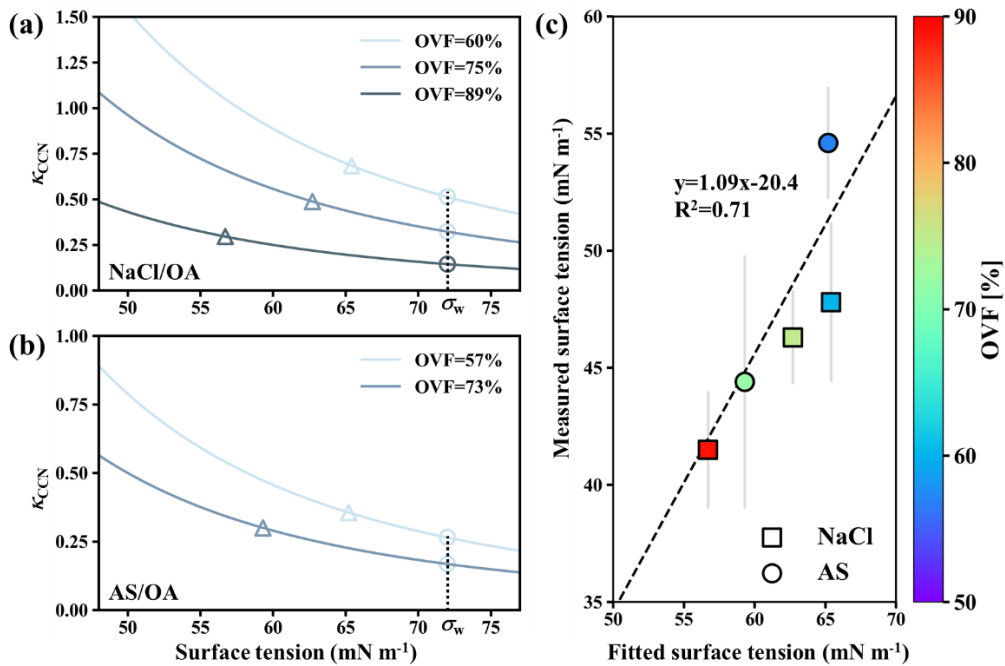 (a)
1.50
1.25
1.00
0.75
0.50
0.25
0.00
κCCN
OVF=60%
OVF=75%
OVF=89%
NaCl/OA
50 55 60 65 70 σw 75
(b)
1.00
0.75
0.50
0.25
0.00
κCCN
OVF=57%
OVF=73%
AS/OA
50 55 60 65 70 σw 75
Surface tension (mN m-1)
(c)
60
55
50
45
40
35
Measured surface tension (mN m-1)
y=1.09x-20.4
R2=0.71
NaCl
AS
50 55 60 65 70
Fitted surface tension (mN m-1)
90
80
70
60
50
OVF [%]